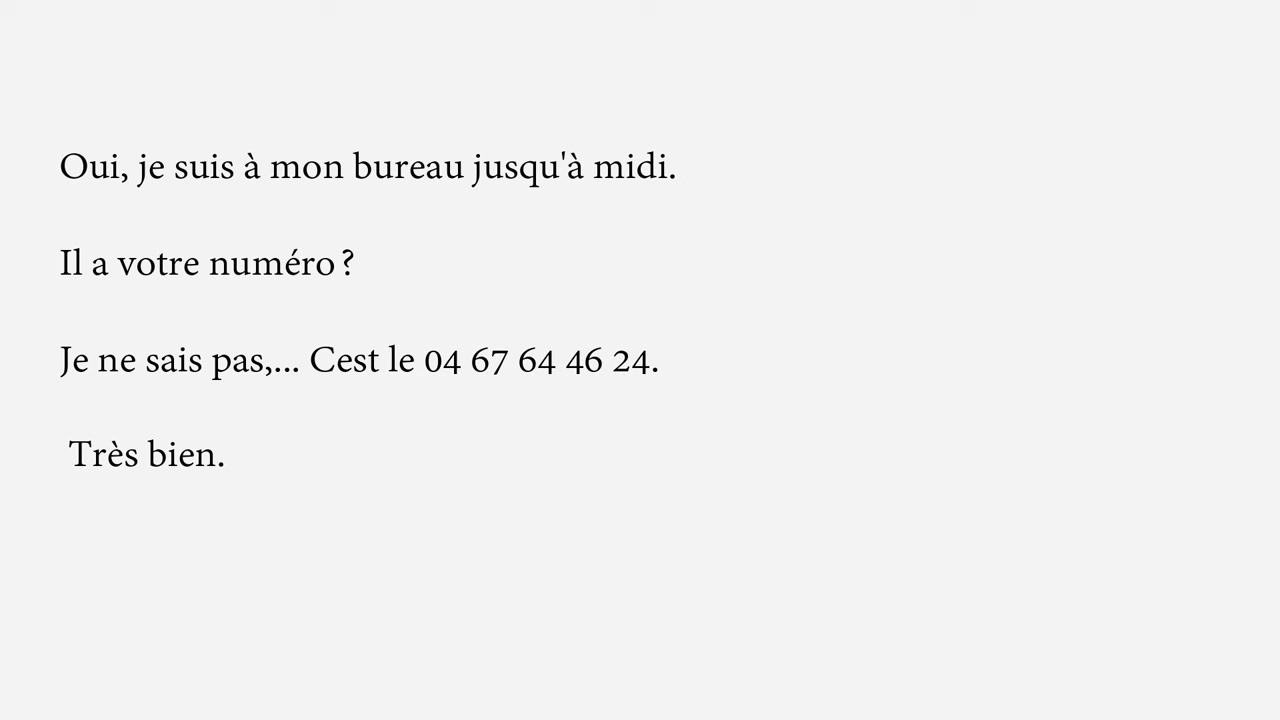 Oui, je suis à mon bureau jusqu'à midi.
Il a votre numéro ?
Je ne sais pas,... Cest le 04 67 64 46 24.
Très bien.